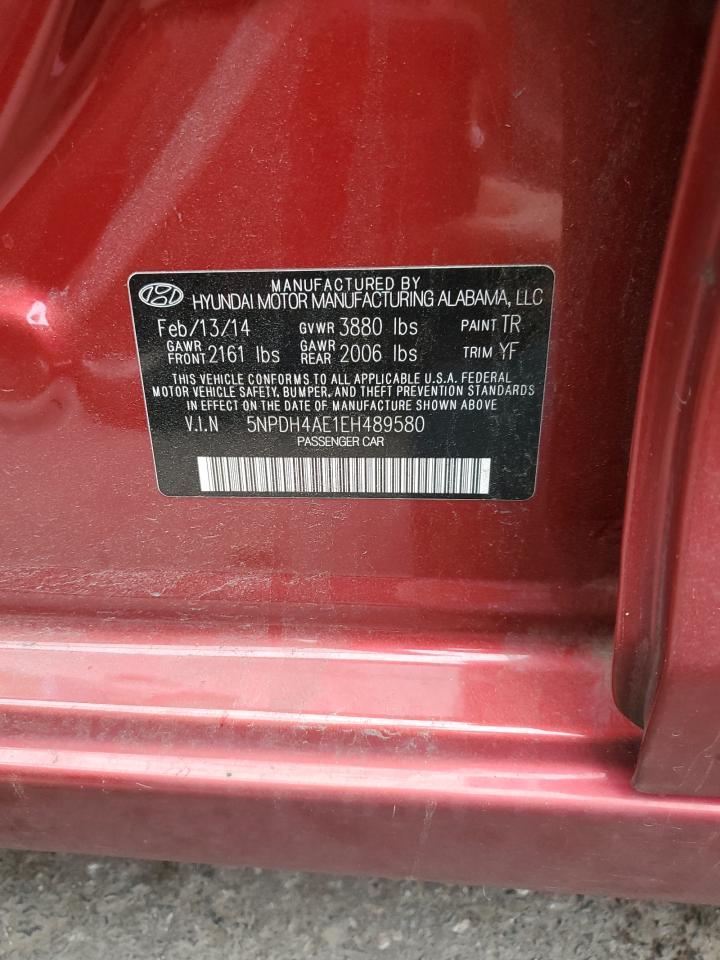 MANUFACTURED BY
HYUNDAI MOTOR MANUFACTURING ALABAMA, LLC
Feb/13/14 GVWR 3880 lbs PAINT TR
GAWR FRONT 2161 lbs GAWR REAR 2006 lbs TRIM YF
THIS VEHICLE CONFORMS TO ALL APPLICABLE U.S.A. FEDERAL
MOTOR VEHICLE SAFETY, BUMPER, AND THEFT PREVENTION STANDARDS
IN EFFECT ON THE DATE OF MANUFACTURE SHOWN ABOVE
V.I.N 5NPDH4AE1EH489580
PASSENGER CAR